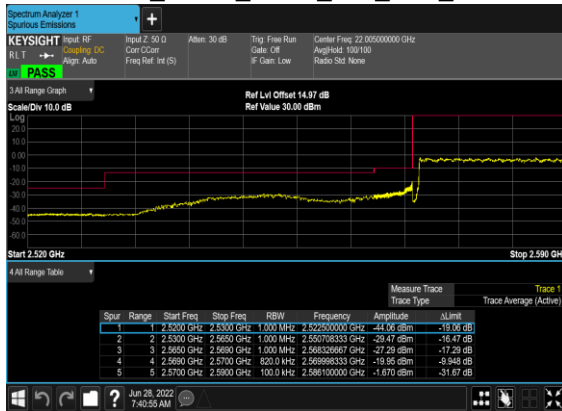 Spectrum Analyzer 1
Spurious Emissions
+
KEYSIGHT
RLT
LXI
PASS
Input: RF
Coupling: DC
Align: Auto
Input Z: 50 Ω
Corr CCorr
Freq Ref: Int (S)
Atten: 30 dB
Trig: Free Run
Gate: Off
IF Gain: Low
Center Freq: 22.005000000 GHz
Avg|Hold: 100/100
Radio Std: None
3 All Range Graph
Scale/Div 10.0 dB
Ref Lvl Offset 14.97 dB
Ref Value 30.00 dBm
Log
20.0
10.0
0.00
-10.0
-20.0
-30.0
-40.0
-50.0
-60.0
Start 2.520 GHz
Stop 2.590 GH
4 All Range Table
Measure Trace Trace 1
Trace Type Trace Average (Active)
Spur Range Start Freq Stop Freq RBW Frequency Amplitude ΔLimit
1 1 2.5200 GHz 2.5300 GHz 1.000 MHz 2.522500000 GHz -44.06 dBm -19.06 dB
2 2 2.5300 GHz 2.5650 GHz 1.000 MHz 2.550708333 GHz -29.47 dBm -16.47 dB
3 3 2.5650 GHz 2.5690 GHz 1.000 MHz 2.568326667 GHz -27.29 dBm -17.29 dB
4 4 2.5690 GHz 2.5700 GHz 820.0 kHz 2.569998333 GHz -19.95 dBm -9.948 dB
5 5 2.5700 GHz 2.5900 GHz 100.0 kHz 2.586100000 GHz -1.670 dBm -31.67 dB
?
Jun 28, 2022
7:40:55 AM